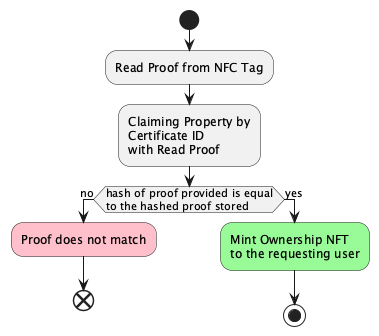 Read Proof from NFC Tag
Claiming Property by
Certificate ID
with Read Proof
no
hash of proof provided is equal
to the hashed proof stored
yes
Proof does not match
Mint Ownership NFT
to the requesting user